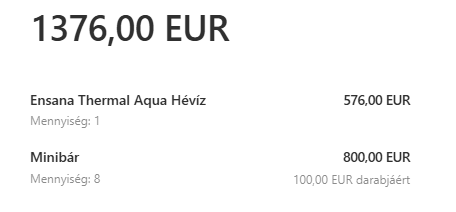 1376,00 EUR
Ensana Thermal Aqua Hévíz 576,00 EUR
Mennyiség: 1
Minibár 800,00 EUR
Mennyiség: 8 100,00 EUR darabjáért